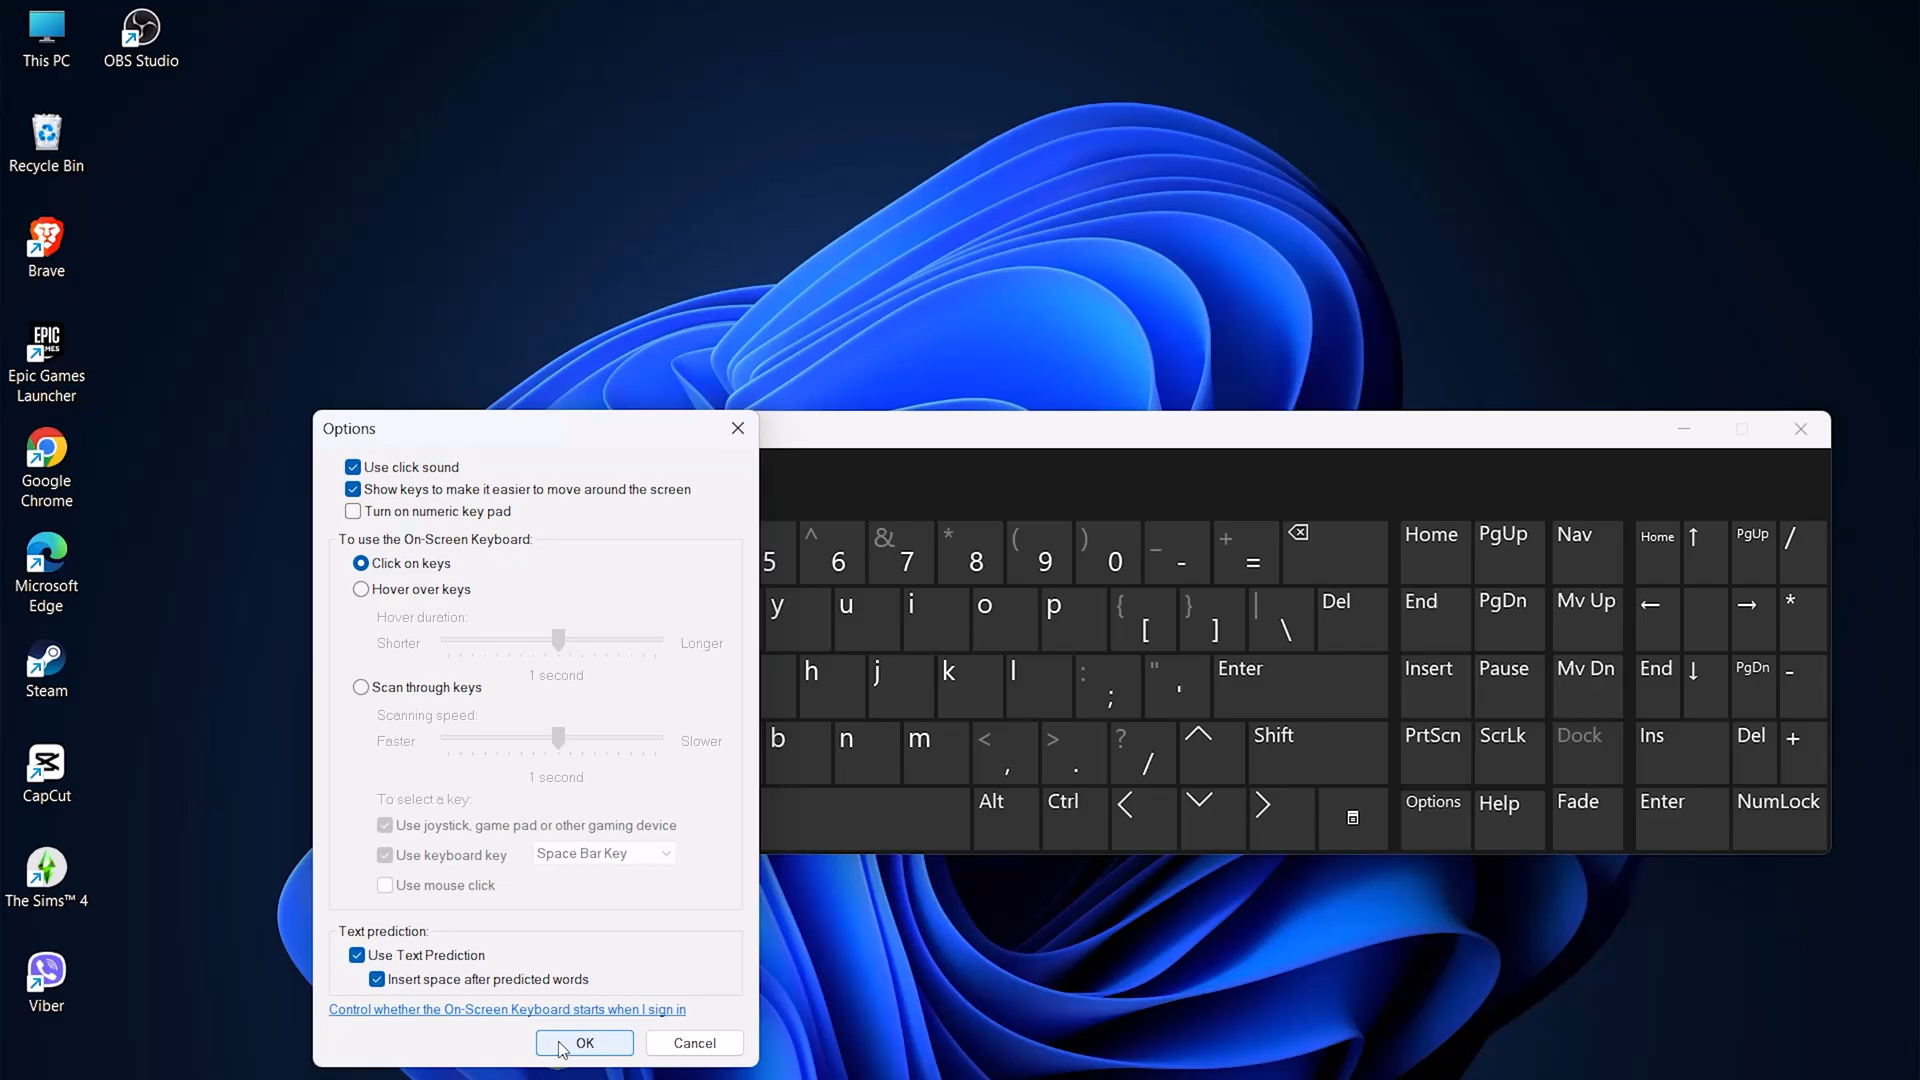 This PC
OBS Studio
Recycle Bin
Brave
EPIC
GAMES
Epic Games
Launcher
Google
Chrome
Microsoft
Edge
Steam
CapCut
The Sims™ 4
Viber
Options
Use click sound
Show keys to make it easier to move around the screen
Turn on numeric key pad
To use the On-Screen Keyboard:
Click on keys
Hover over keys
Hover duration:
Shorter Longer
1 second
Scan through keys
Scanning speed:
Faster Slower
1 second
To select a key:
Use joystick, game pad or other gaming device
Use keyboard key Space Bar Key
Use mouse click
Text prediction:
Use Text Prediction
Insert space after predicted words
Control whether the On-Screen Keyboard starts when I sign in
OK Cancel
5 ^ 6 & 7 * 8 ( 9 ) 0 _ - + = Home PgUp Nav Home ↑ PgUp /
y u i o p { [ } ] | \ Del End PgDn Mv Up ← → *
h j k l : ; " ' Enter Insert Pause Mv Dn End ↓ PgDn -
b n m < , > . ? / Shift PrtScn ScrLk Dock Ins Del +
Alt Ctrl Options Help Fade Enter NumLock